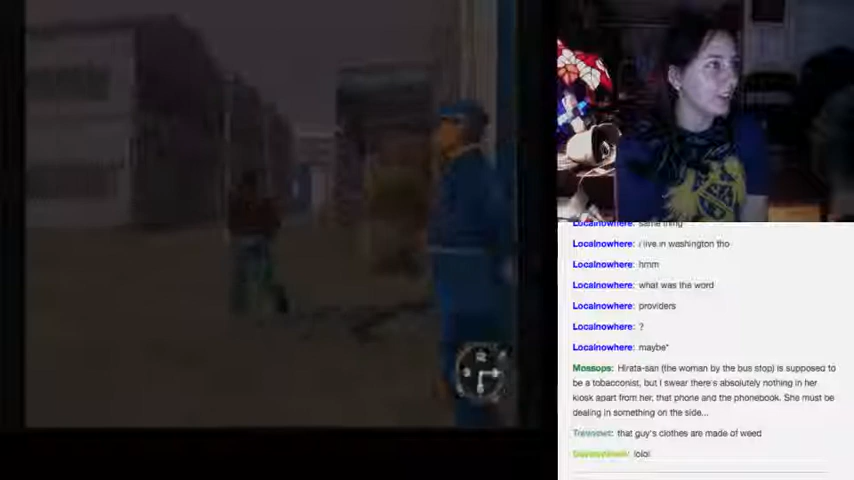 Localnowhere: same thing
Localnowhere: i live in washington tho
Localnowhere: hmm
Localnowhere: what was the word
Localnowhere: providers
Localnowhere: ?
Localnowhere: maybe*
Mossops: Hirata-san (the woman by the bus stop) is supposed to
be a tobacconist, but I swear there's absolutely nothing in her
kiosk apart from her, that phone and the phonebook. She must be
dealing in something on the side...
that guy's clothes are made of weed
lolol